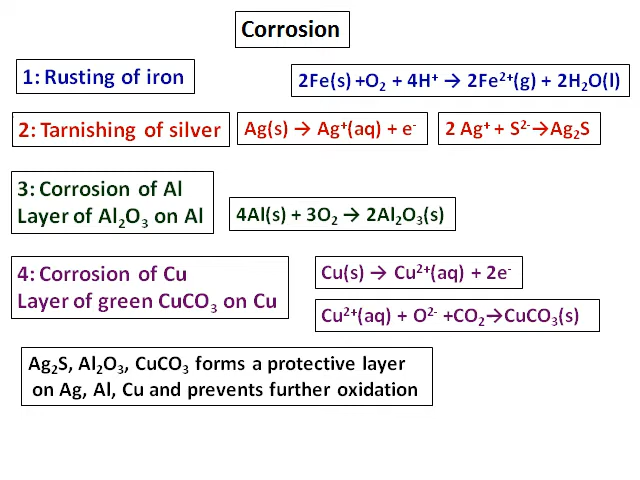 Corrosion
1: Rusting of iron
2Fe(s) +O₂ + 4H⁺ → 2Fe²⁺(g) + 2H₂O(l)
2: Tarnishing of silver
Ag(s) → Ag⁺(aq) + e⁻
2 Ag⁺ + S²⁻→Ag₂S
3: Corrosion of Al
Layer of Al₂O₃ on Al
4Al(s) + 3O₂ → 2Al₂O₃(s)
4: Corrosion of Cu
Layer of green CuCO₃ on Cu
Cu(s) → Cu²⁺(aq) + 2e⁻
Cu²⁺(aq) + O²⁻ +CO₂→CuCO₃(s)
Ag₂S, Al₂O₃, CuCO₃ forms a protective layer
on Ag, Al, Cu and prevents further oxidation